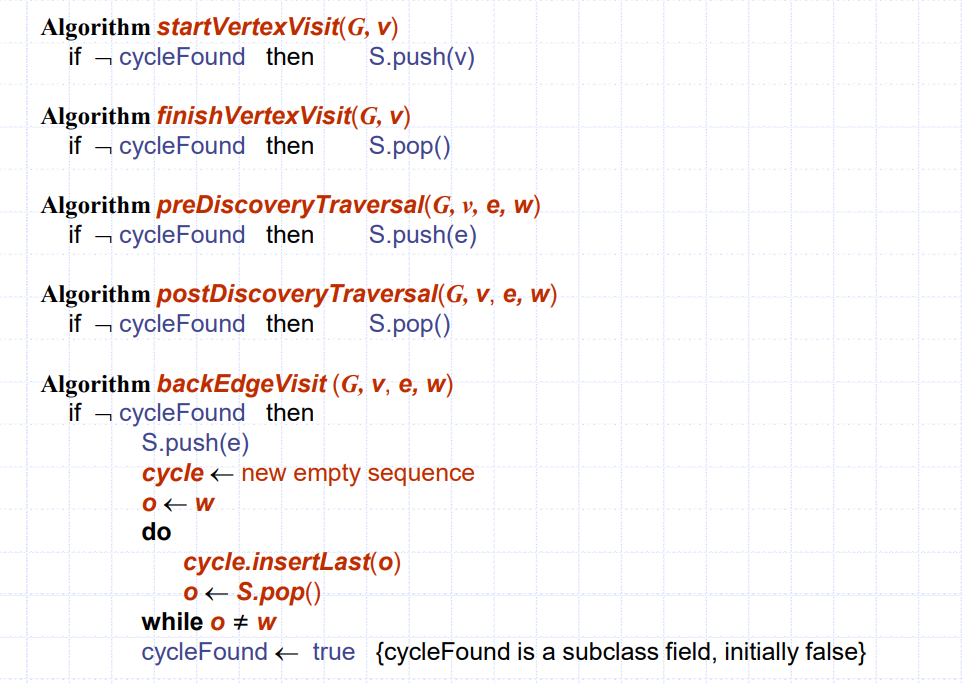 Algorithm startVertexVisit(G, v)
if ¬ cycleFound then S.push(v)
Algorithm finishVertexVisit(G, v)
if ¬ cycleFound then S.pop()
Algorithm preDiscoveryTraversal(G, v, e, w)
if ¬ cycleFound then S.push(e)
Algorithm postDiscoveryTraversal(G, v, e, w)
if ¬ cycleFound then S.pop()
Algorithm backEdgeVisit (G, v, e, w)
if ¬ cycleFound then
S.push(e)
cycle ← new empty sequence
o ← w
do
cycle.insertLast(o)
o ← S.pop()
while o ≠ w
cycleFound ← true {cycleFound is a subclass field, initially false}